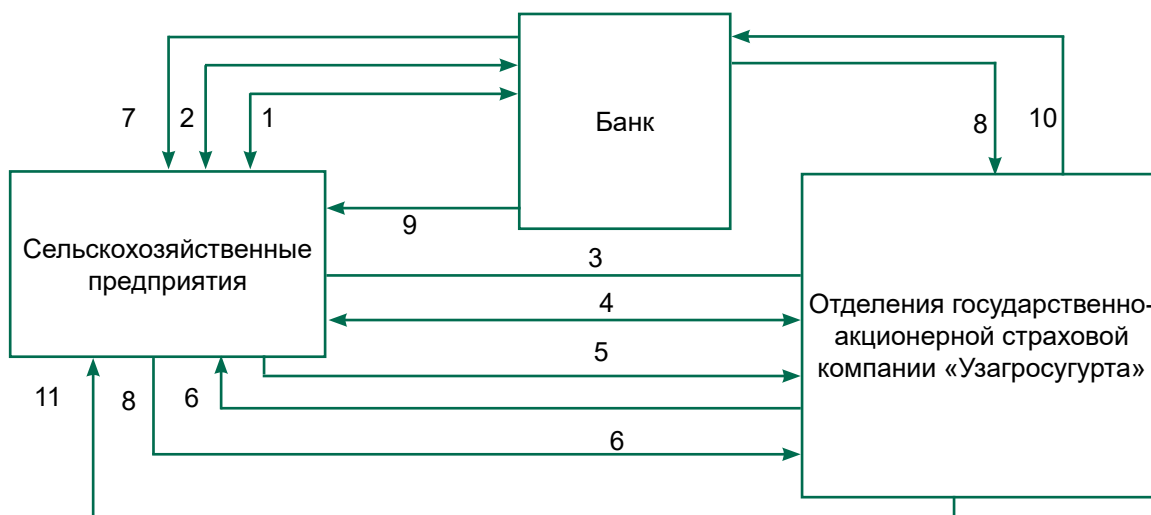 7
2
1
Банк
8
10
9
Сельскохозяйственные
предприятия
3
4
5
Отделения государственно-
акционерной страховой
компании «Узагросугурта»
11
8
6
6